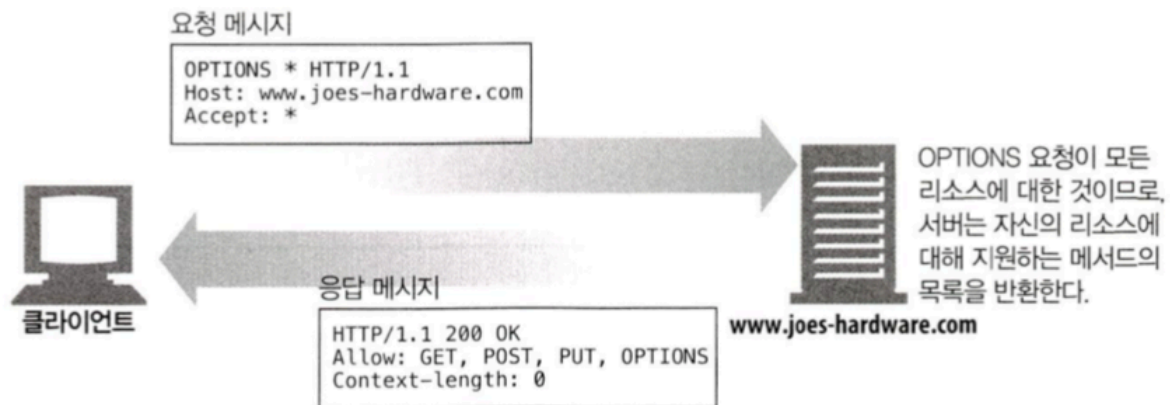 요청 메시지
OPTIONS * HTTP/1.1
Host: www.joes-hardware.com
Accept: *
클라이언트
OPTIONS 요청이 모든
리소스에 대한 것이므로,
서버는 자신의 리소스에
대해 지원하는 메서드의
목록을 반환한다.
www.joes-hardware.com
응답 메시지
HTTP/1.1 200 OK
Allow: GET, POST, PUT, OPTIONS
Context-length: 0